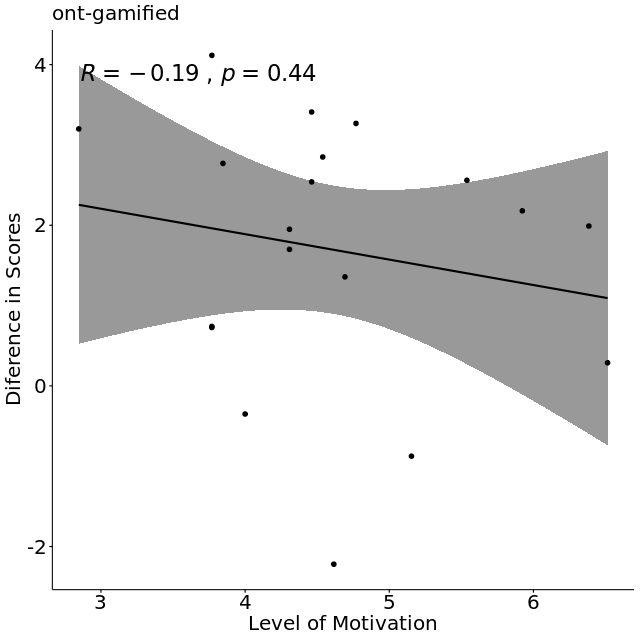 ont-gamified
R = −0.19 , p = 0.44
Diference in Scores
4
2
0
-2
3 4 5 6
Level of Motivation